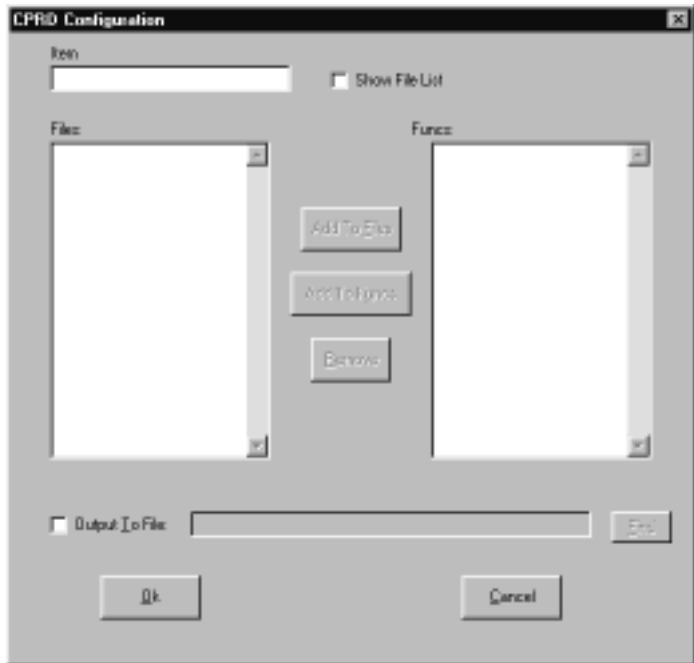 CPRD Configuration
Item
Show File List
Files
Funcs
Add To Files
Add To Funcs
Remove
Output To File
Find
Ok
Cancel